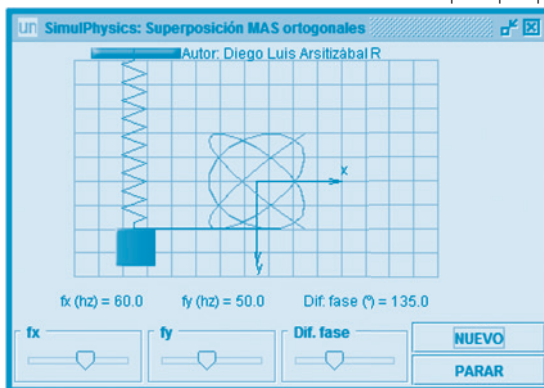 un SimulPhysics: Superposición MAS ortogonales
Autor: Diego Luis Arsitizábal R
x
y
fx (hz) = 60.0 fy (hz) = 50.0 Dif: fase (º) = 135.0
fx fy Dif. fase
NUEVO
PARAR